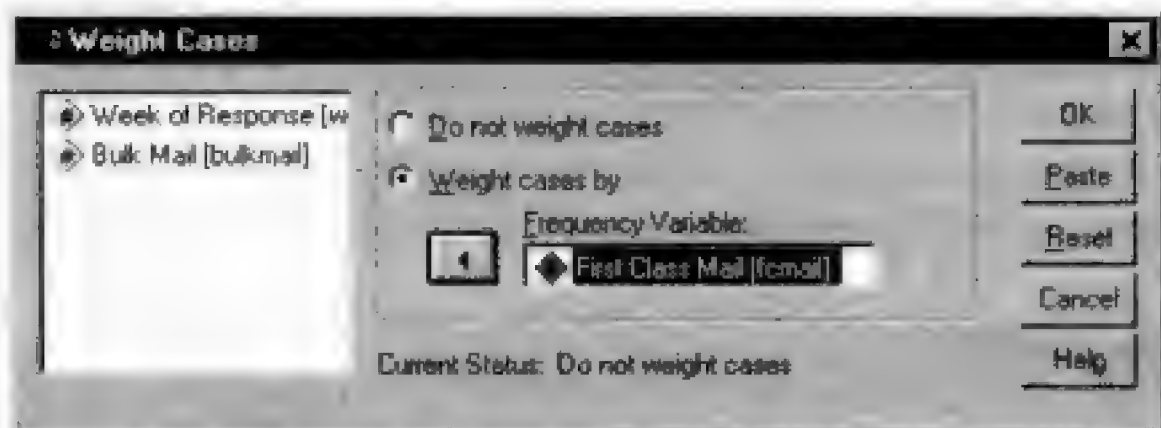 Weight Cases
Week of Response [w
Bulk Mail [bulkmail]
Do not weight cases
Weight cases by
Frequency Variable:
First Class Mail [fcmail]
Current Status: Do not weight cases
OK
Paste
Reset
Cancel
Help